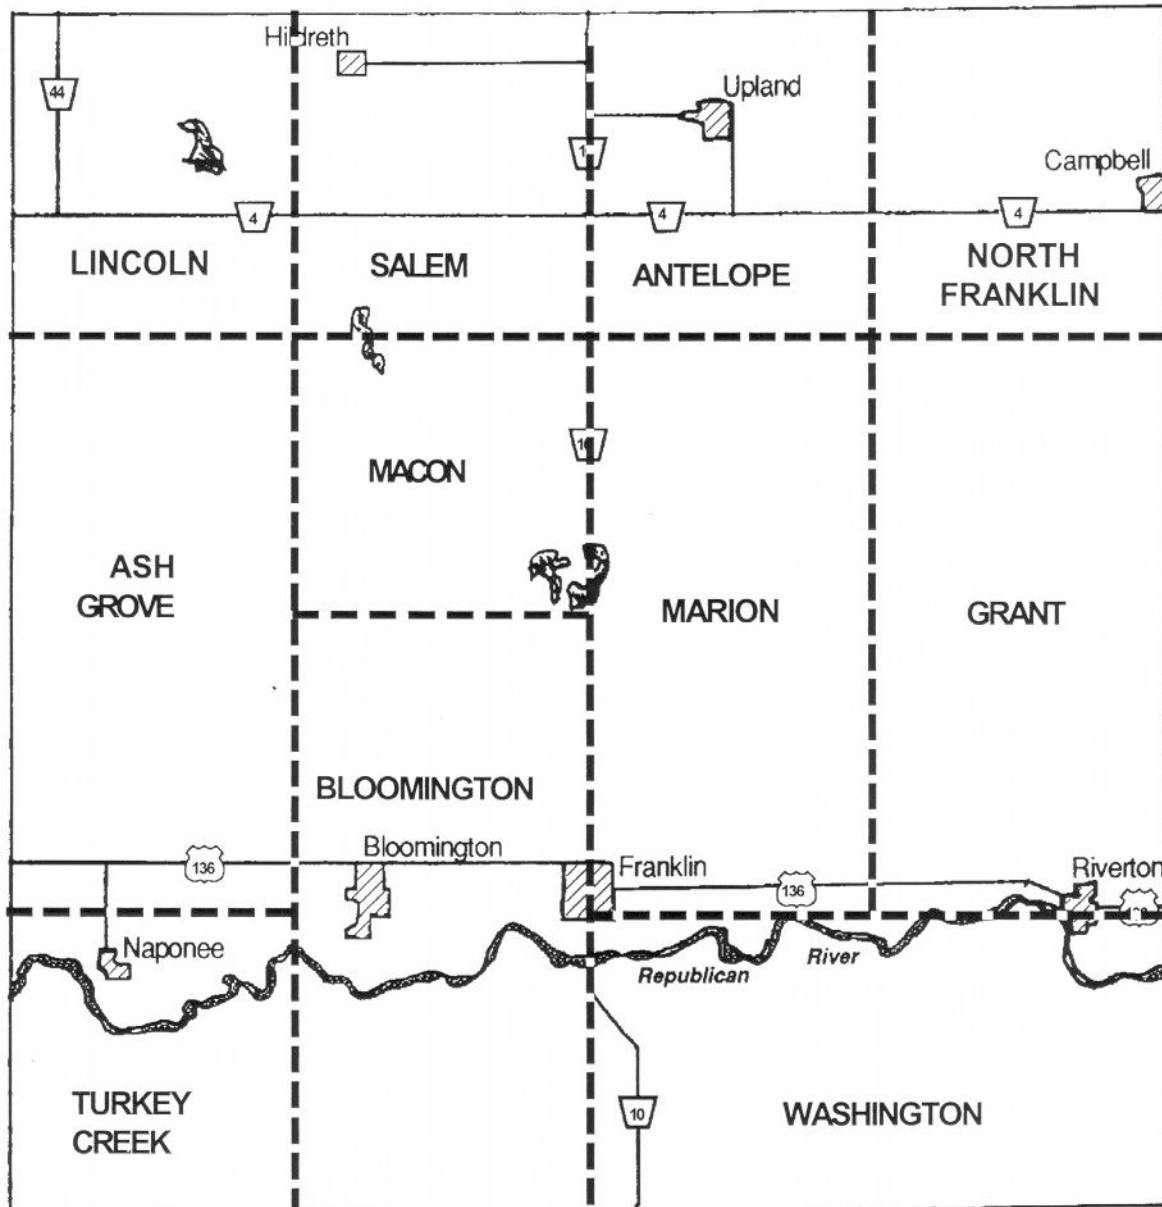 Hildreth
44
Upland
1
Campbell
4
4
4
LINCOLN
SALEM
ANTELOPE
NORTH
FRANKLIN
10
MACON
ASH
GROVE
MARION
GRANT
BLOOMINGTON
Bloomington
136
Franklin
136
Riverton
Naponee
Republican
River
TURKEY
CREEK
10
WASHINGTON